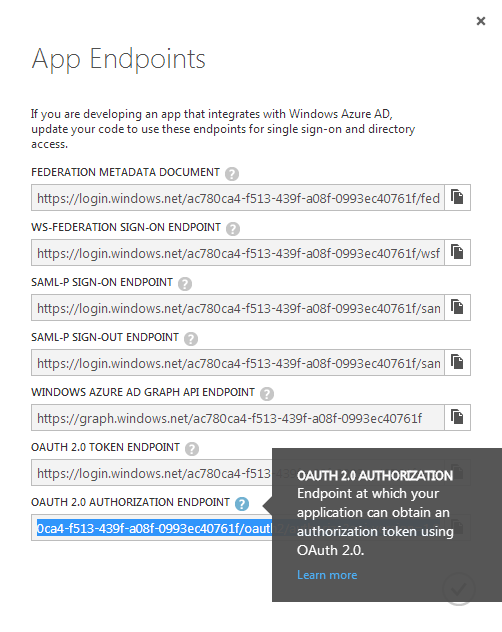 App Endpoints
If you are developing an app that integrates with Windows Azure AD,
update your code to use these endpoints for single sign-on and directory
access.
FEDERATION METADATA DOCUMENT ?
https://login.windows.net/ac780ca4-f513-439f-a08f-0993ec40761f/fed
WS-FEDERATION SIGN-ON ENDPOINT ?
https://login.windows.net/ac780ca4-f513-439f-a08f-0993ec40761f/wsf
SAML-P SIGN-ON ENDPOINT ?
https://login.windows.net/ac780ca4-f513-439f-a08f-0993ec40761f/san
SAML-P SIGN-OUT ENDPOINT ?
https://login.windows.net/ac780ca4-f513-439f-a08f-0993ec40761f/san
WINDOWS AZURE AD GRAPH API ENDPOINT ?
https://graph.windows.net/ac780ca4-f513-439f-a08f-0993ec40761f
OAUTH 2.0 TOKEN ENDPOINT ?
https://login.windows.net/ac780ca4-f513-439f-a08f-0993ec40761f
OAUTH 2.0 AUTHORIZATION ENDPOINT ?
0ca4-f513-439f-a08f-0993ec40761f/oauth
OAUTH 2.0 AUTHORIZATION
Endpoint at which your
application can obtain an
authorization token using
OAuth 2.0.
Learn more